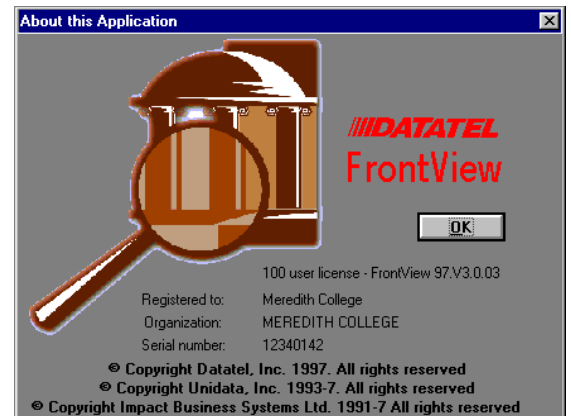 About this Application
DATATEL
FrontView
OK
100 user license - FrontView 97.V3.0.03
Registered to: Meredith College
Organization: MEREDITH COLLEGE
Serial number: 12340142
© Copyright Datatel, Inc. 1997. All rights reserved
© Copyright Unidata, Inc. 1993-7. All rights reserved
© Copyright Impact Business Systems Ltd. 1991-7 All rights reserved